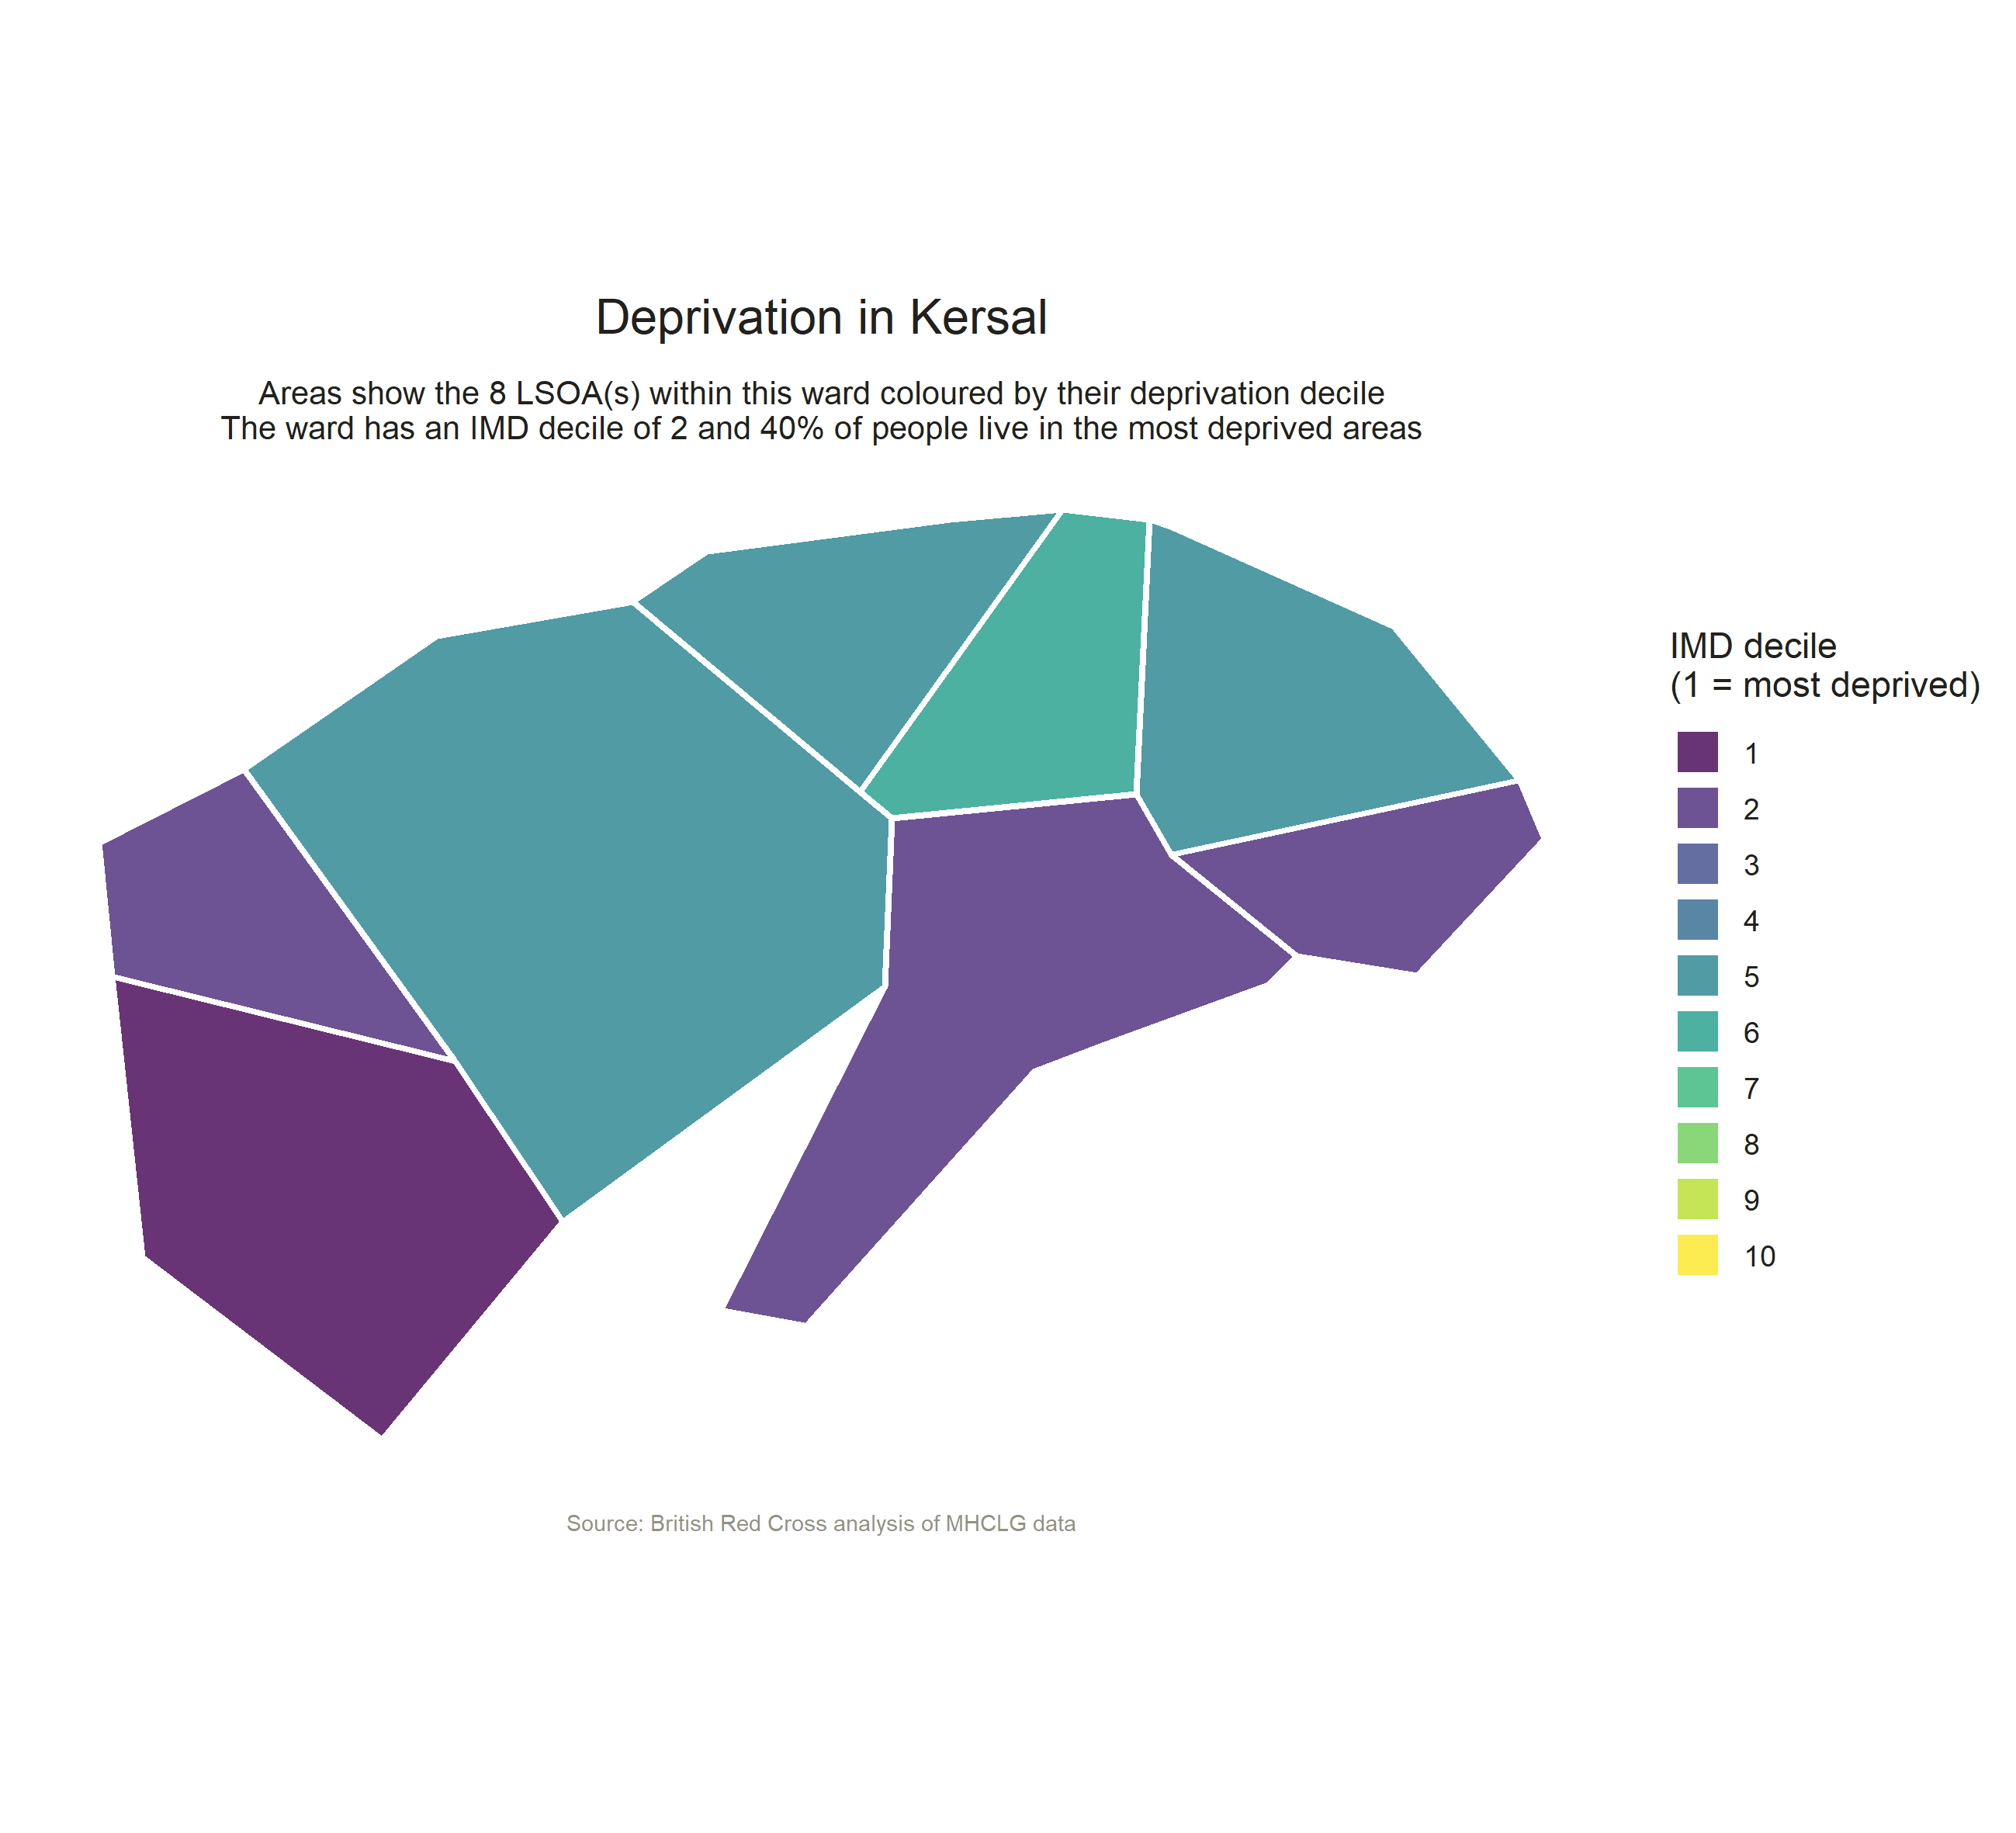 Deprivation in Kersal
Areas show the 8 LSOA(s) within this ward coloured by their deprivation decile
The ward has an IMD decile of 2 and 40% of people live in the most deprived areas
IMD decile
(1 = most deprived)
1
2
3
4
5
6
7
8
9
10
Source: British Red Cross analysis of MHCLG data